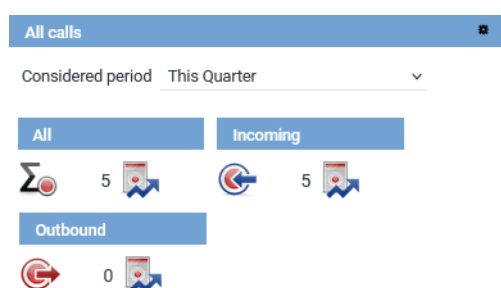 All calls
Considered period This Quarter
All Incoming
5 5
Outbound
0